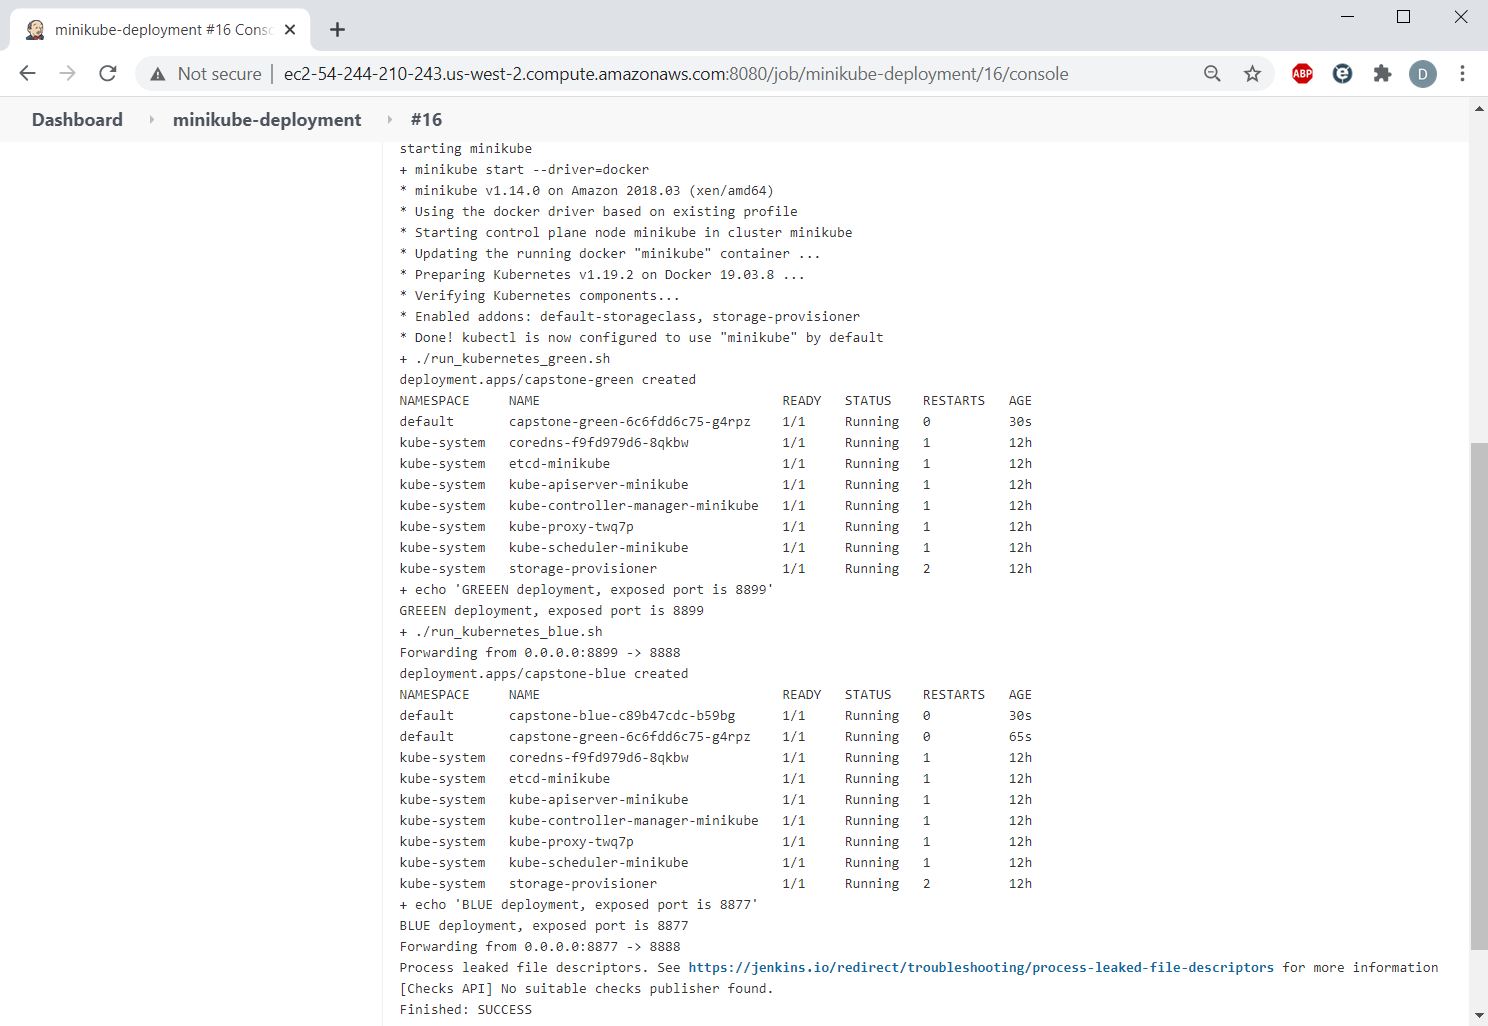 minikube-deployment #16 Conso
Not secure | ec2-54-244-210-243.us-west-2.compute.amazonaws.com:8080/job/minikube-deployment/16/console
ABP
D
Dashboard minikube-deployment #16
starting minikube
+ minikube start --driver=docker
* minikube v1.14.0 on Amazon 2018.03 (xen/amd64)
* Using the docker driver based on existing profile
* Starting control plane node minikube in cluster minikube
* Updating the running docker "minikube" container ...
* Preparing Kubernetes v1.19.2 on Docker 19.03.8 ...
* Verifying Kubernetes components...
* Enabled addons: default-storageclass, storage-provisioner
* Done! kubectl is now configured to use "minikube" by default
+ ./run_kubernetes_green.sh
deployment.apps/capstone-green created
NAMESPACE NAME READY STATUS RESTARTS AGE
default capstone-green-6c6fdd6c75-g4rpz 1/1 Running 0 30s
kube-system coredns-f9fd979d6-8qkbw 1/1 Running 1 12h
kube-system etcd-minikube 1/1 Running 1 12h
kube-system kube-apiserver-minikube 1/1 Running 1 12h
kube-system kube-controller-manager-minikube 1/1 Running 1 12h
kube-system kube-proxy-twq7p 1/1 Running 1 12h
kube-system kube-scheduler-minikube 1/1 Running 1 12h
kube-system storage-provisioner 1/1 Running 2 12h
+ echo 'GREEEN deployment, exposed port is 8899'
GREEEN deployment, exposed port is 8899
+ ./run_kubernetes_blue.sh
Forwarding from 0.0.0.0:8899 -> 8888
deployment.apps/capstone-blue created
NAMESPACE NAME READY STATUS RESTARTS AGE
default capstone-blue-c89b47cdc-b59bg 1/1 Running 0 30s
default capstone-green-6c6fdd6c75-g4rpz 1/1 Running 0 65s
kube-system coredns-f9fd979d6-8qkbw 1/1 Running 1 12h
kube-system etcd-minikube 1/1 Running 1 12h
kube-system kube-apiserver-minikube 1/1 Running 1 12h
kube-system kube-controller-manager-minikube 1/1 Running 1 12h
kube-system kube-proxy-twq7p 1/1 Running 1 12h
kube-system kube-scheduler-minikube 1/1 Running 1 12h
kube-system storage-provisioner 1/1 Running 2 12h
+ echo 'BLUE deployment, exposed port is 8877'
BLUE deployment, exposed port is 8877
Forwarding from 0.0.0.0:8877 -> 8888
Process leaked file descriptors. See https://jenkins.io/redirect/troubleshooting/process-leaked-file-descriptors for more information
[Checks API] No suitable checks publisher found.
Finished: SUCCESS